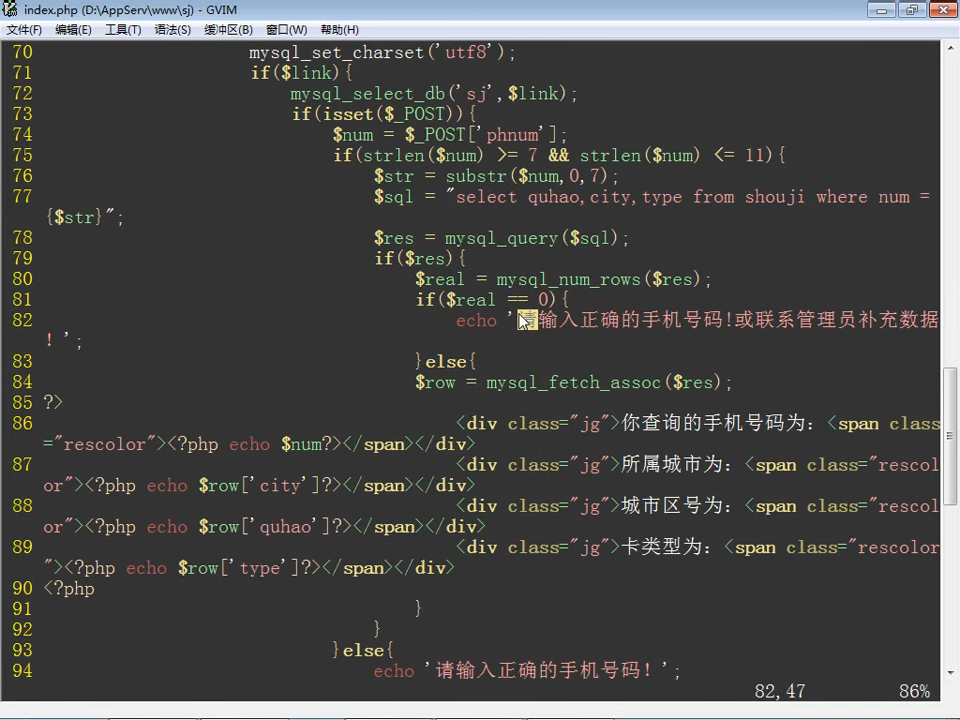 index.php (D:\AppServ\www\sj) - GVIM
文件(F) 编辑(E) 工具(T) 语法(S) 缓冲区(B) 窗口(W) 帮助(H)
70 mysql_set_charset('utf8');
71 if($link){
72 mysql_select_db('sj',$link);
73 if(isset($_POST)){
74 $num = $_POST['phnum'];
75 if(strlen($num) >= 7 && strlen($num) <= 11){
76 $str = substr($num,0,7);
77 $sql = "select quhao,city,type from shouji where num =
{$str}";
78 $res = mysql_query($sql);
79 if($res){
80 $real = mysql_num_rows($res);
81 if($real == 0){
82 echo '请输入正确的手机号码!或联系管理员补充数据
！';
83 }else{
84 $row = mysql_fetch_assoc($res);
85 ?>
86 <div class="jg">你查询的手机号码为：<span class
="rescolor"><?php echo $num?></span></div>
87 <div class="jg">所属城市为：<span class="rescol
or"><?php echo $row['city']?></span></div>
88 <div class="jg">城市区号为：<span class="rescol
or"><?php echo $row['quhao']?></span></div>
89 <div class="jg">卡类型为：<span class="rescolor
"><?php echo $row['type']?></span></div>
90 <?php
91 }
92 }
93 }else{
94 echo '请输入正确的手机号码！';
82,47 86%